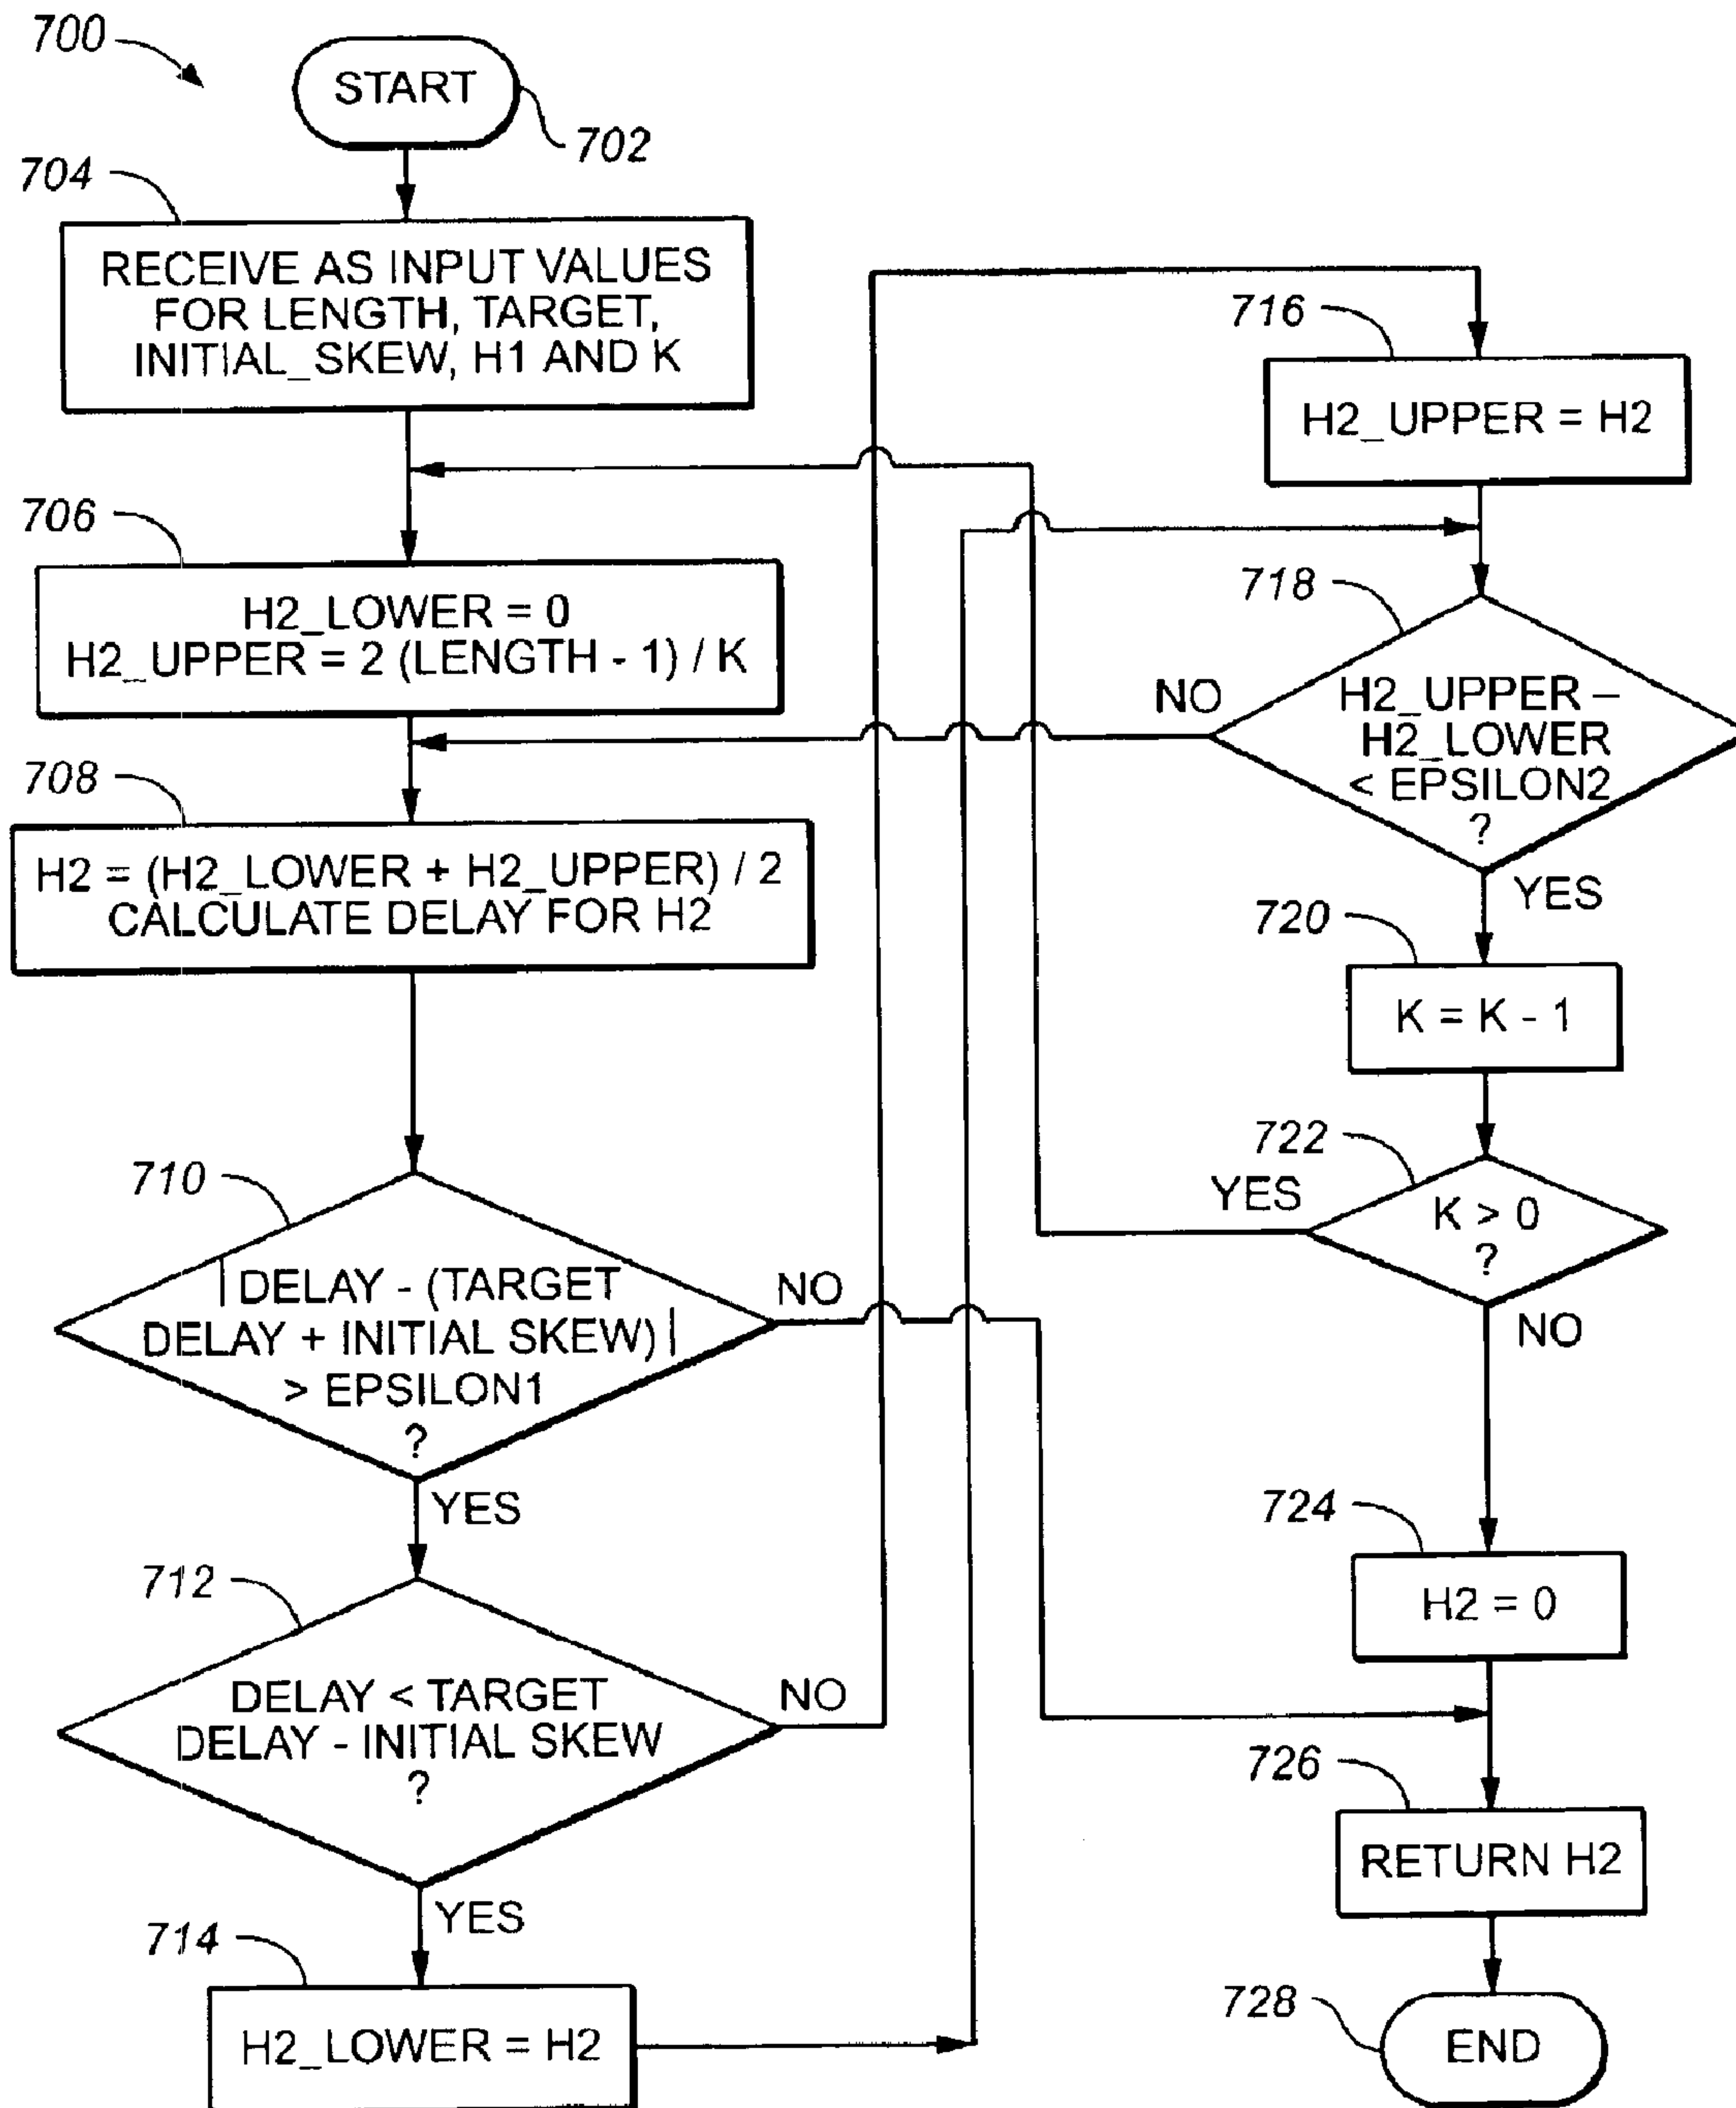 700
START
702
704
RECEIVE AS INPUT VALUES
FOR LENGTH, TARGET,
INITIAL_SKEW, H1 AND K
706
H2_LOWER = 0
H2_UPPER = 2 (LENGTH - 1) / K
708
H2 = (H2_LOWER + H2_UPPER) / 2
CALCULATE DELAY FOR H2
710
| DELAY - (TARGET
DELAY + INITIAL SKEW) |
> EPSILON1
?
NO
YES
712
DELAY < TARGET
DELAY - INITIAL SKEW
?
NO
YES
714
H2_LOWER = H2
716
H2_UPPER = H2
718
H2_UPPER –
H2_LOWER
< EPSILON2
?
NO
YES
720
K = K - 1
722
K > 0
?
YES
NO
724
H2 = 0
726
RETURN H2
728
END